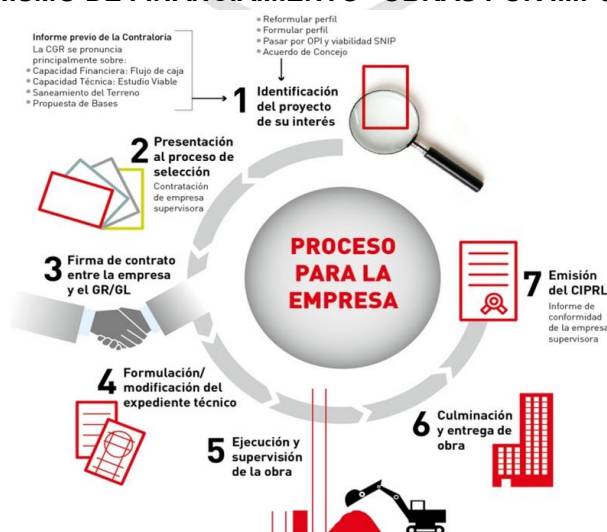 Informe previo de la Contraloria
La CGR se pronuncia
principalmente sobre:
• Capacidad Financiera: Flujo de caja
• Capacidad Técnica: Estudio Viable
• Saneamiento del Terreno
• Propuesta de Bases
• Reformular perfil
• Formular perfil
• Pasar por OPI y viabilidad SNIP
• Acuerdo de Concejo
1 Identificación
del proyecto
de su interés
2 Presentación
al proceso de
selección
Contratación
de empresa
supervisora
3 Firma de contrato
entre la empresa
y el GR/GL
4 Formulación/
modificación del
expediente técnico
5 Ejecución y
supervisión
de la obra
6 Culminación
y entrega de
obra
7 Emisión
del CIPRL
Informe de
conformidad
de la empresa
supervisora
PROCESO
PARA LA
EMPRESA